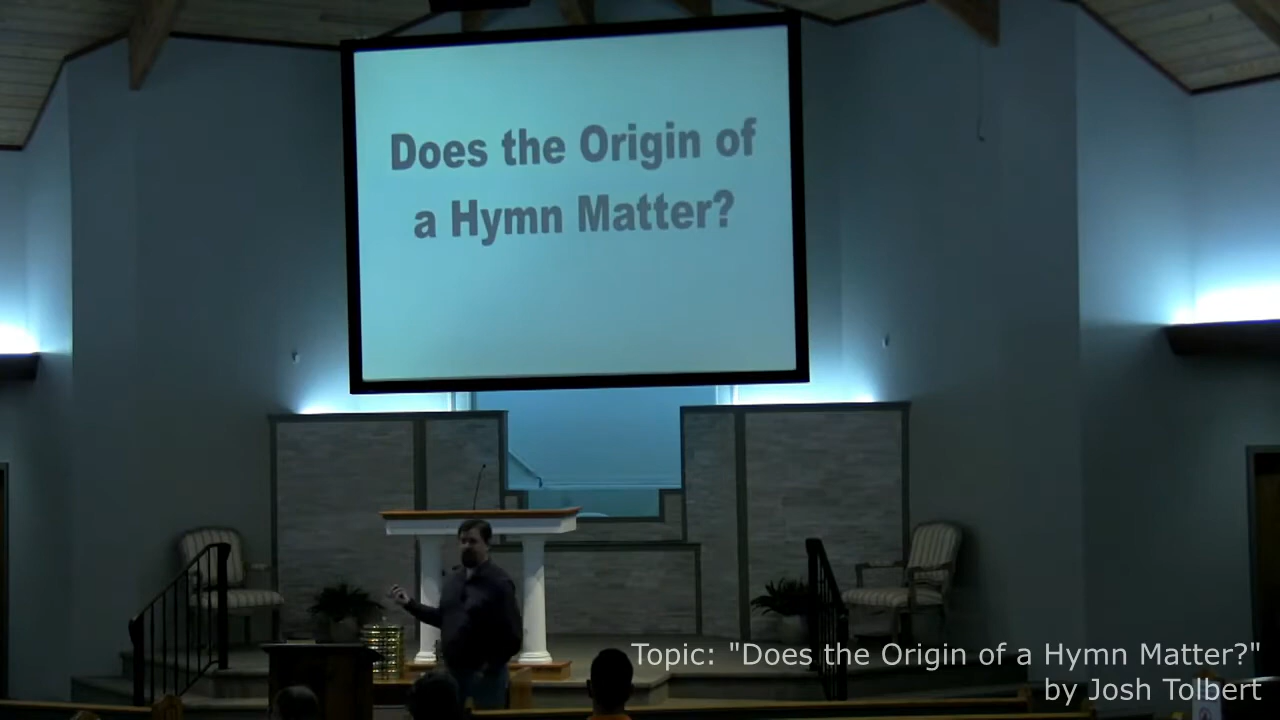 Does the Origin of
a Hymn Matter?
Topic: "Does the Origin of a Hymn Matter?"
by Josh Tolbert